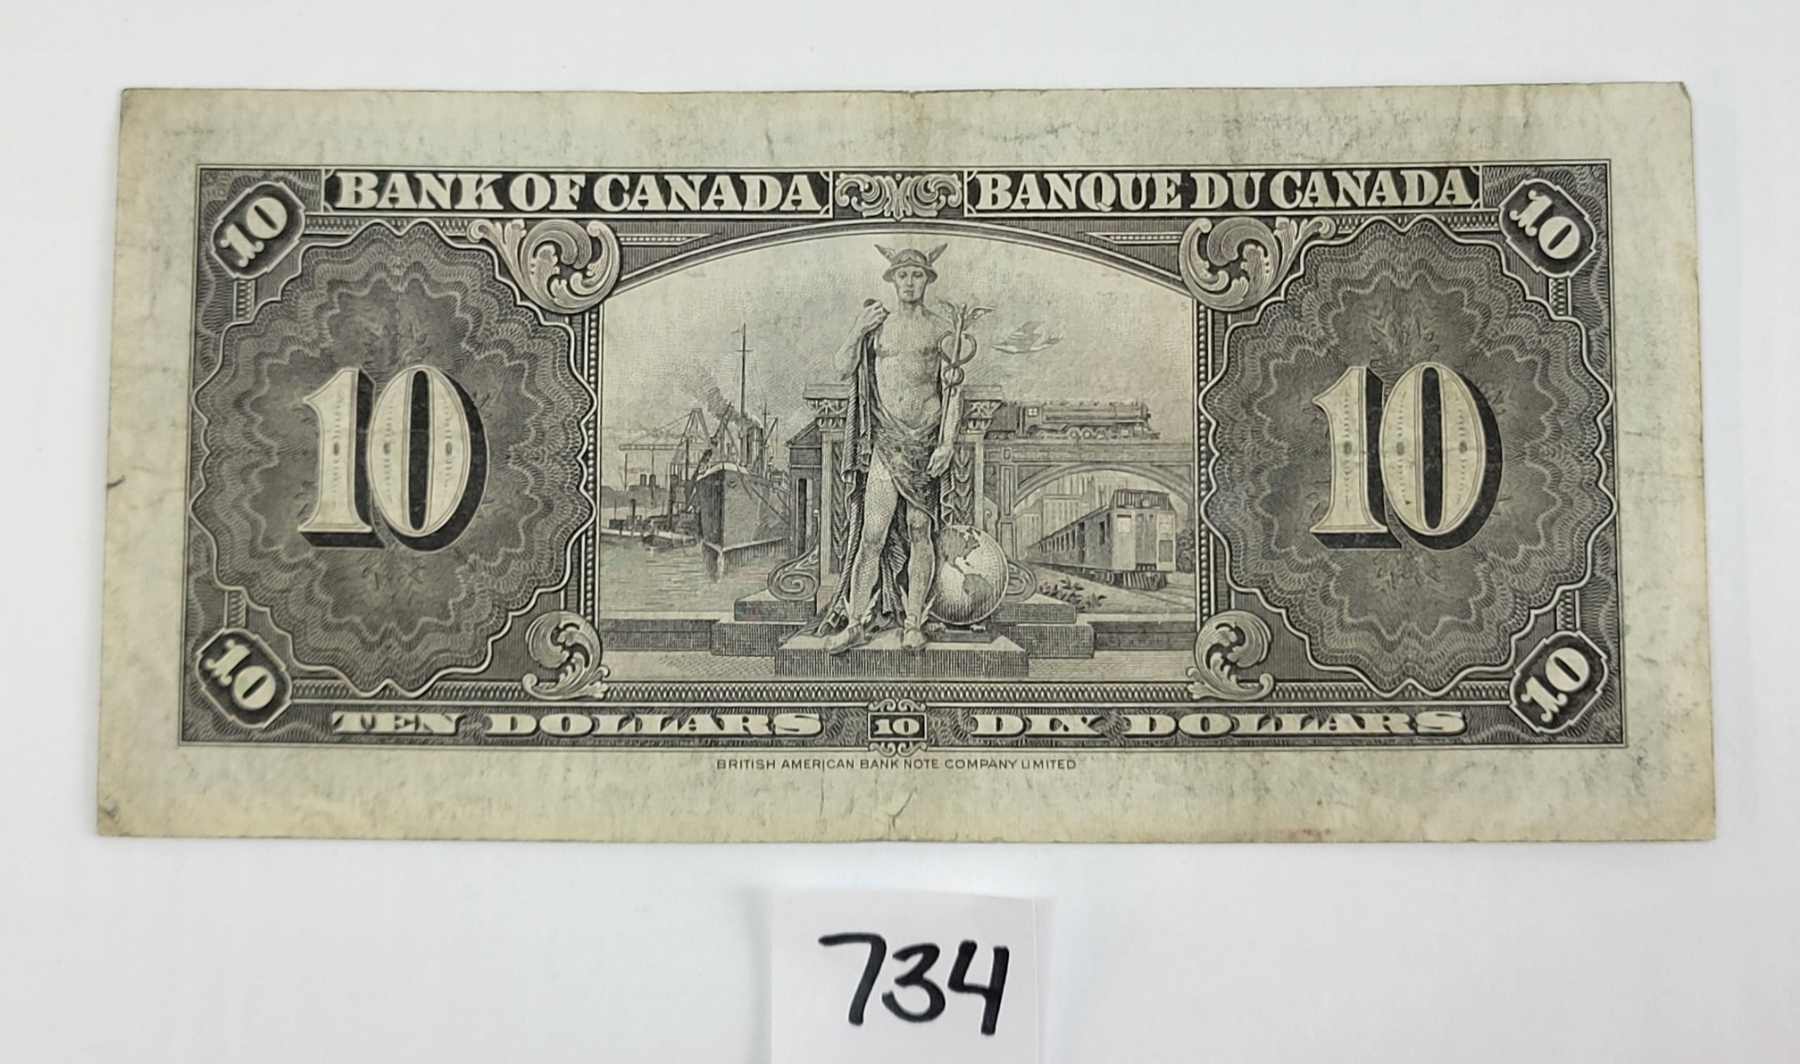 BANK OF CANADA BANQUE DU CANADA
10 10
10 10
10 10
TEN DOLLARS 10 DIX DOLLARS
BRITISH AMERICAN BANK NOTE COMPANY LIMITED
734